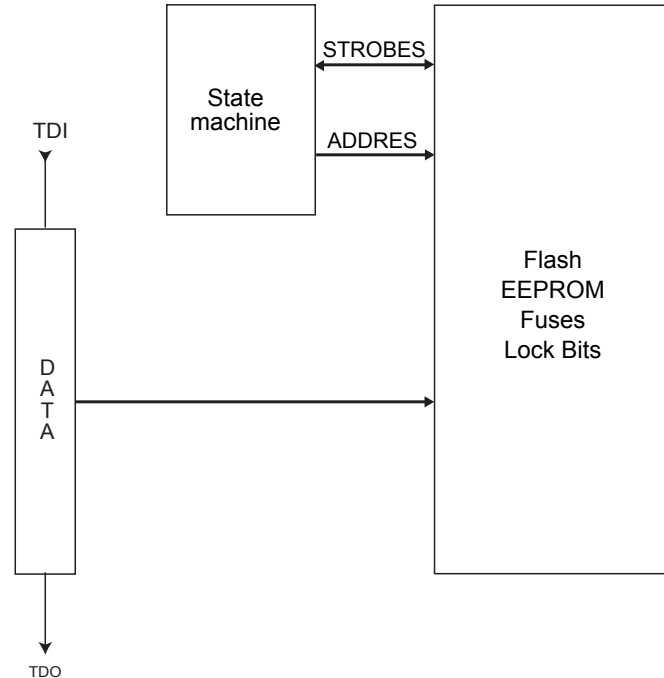 STROBES
State
machine
ADDRES
TDI
Flash
EEPROM
Fuses
Lock Bits
D
A
T
A
TDO